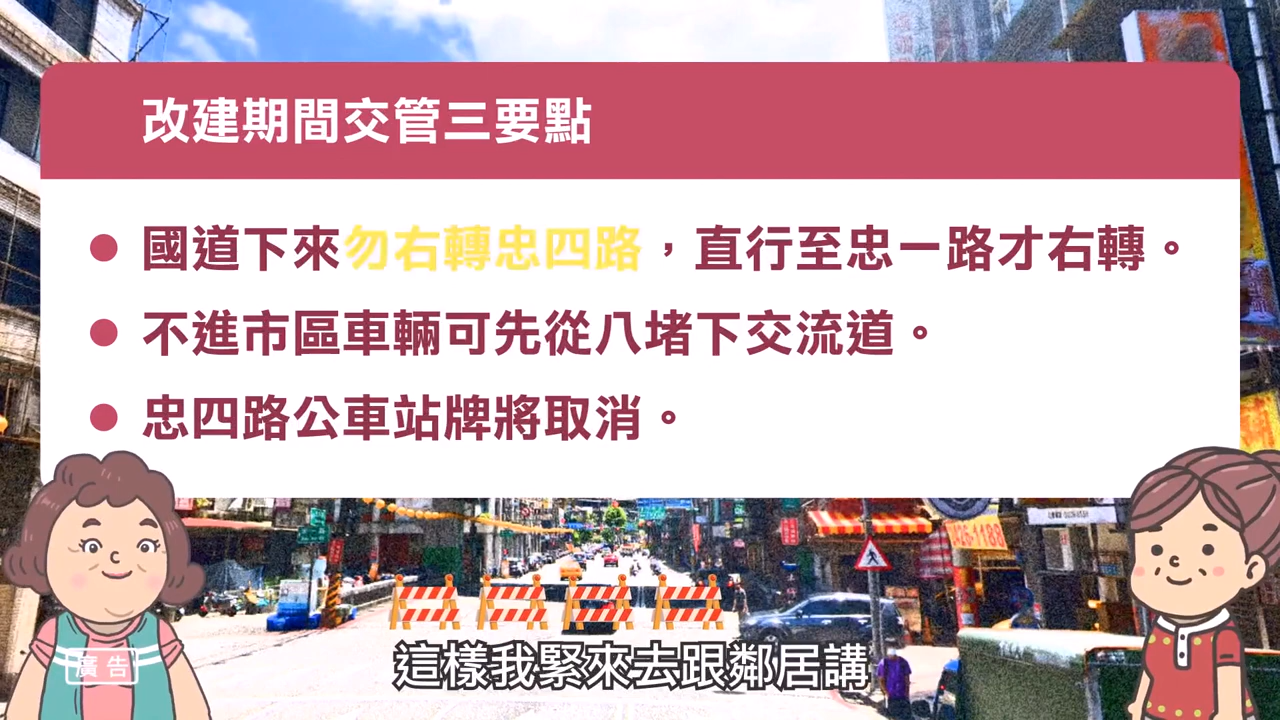 改建期間交管三要點
國道下來勿右轉忠四路，直行至忠一路才右轉。
不進市區車輛可先從八堵下交流道。
忠四路公車站牌將取消。
426-1188
廣告
這樣我緊來去跟鄰居講